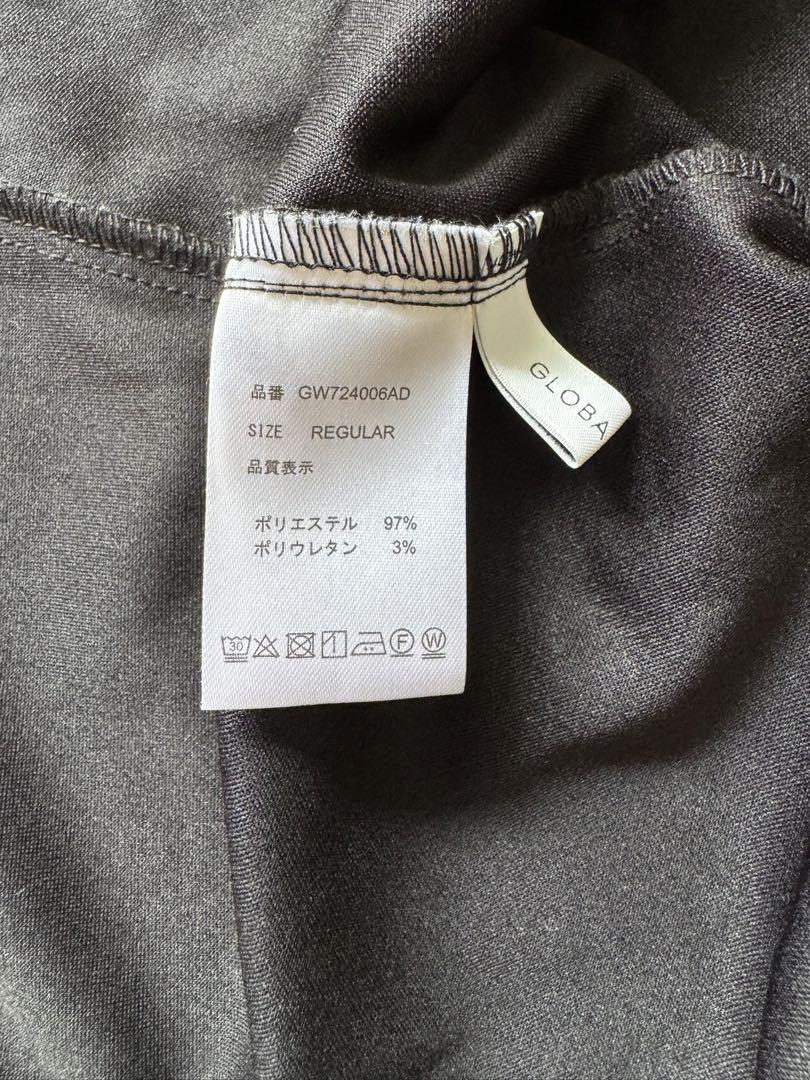 品番 GW724006AD
SIZE REGULAR
品質表示
ポリエステル 97%
ポリウレタン 3%
30 F W
GLOBA